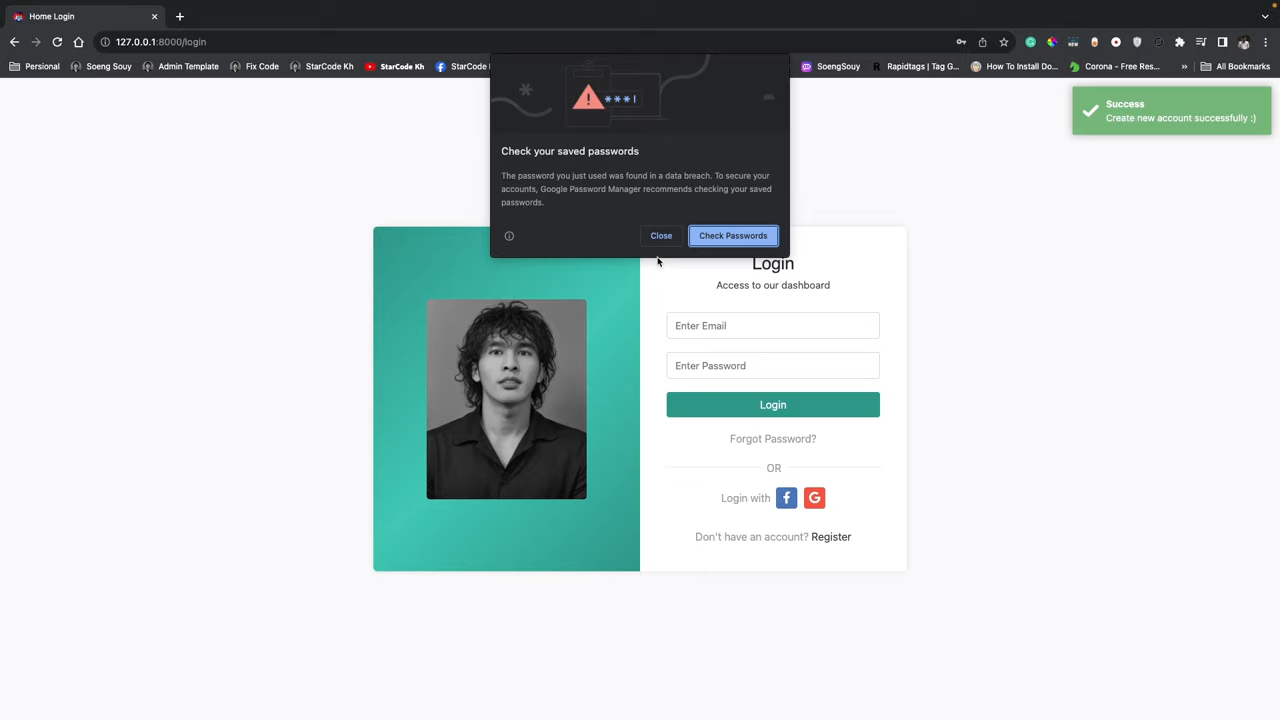 Home Login
127.0.0.1:8000/login
Personal
Soeng Souy
Admin Template
Fix Code
StarCode Kh
StarCode Kh
StarCode
SoengSouy
Rapidtags | Tag G...
How To Install Do...
Corona - Free Res...
»
All Bookmarks
NEW
Success
Create new account successfully :)
***
Check your saved passwords
The password you just used was found in a data breach. To secure your
accounts, Google Password Manager recommends checking your saved
passwords.
Close
Check Passwords
Login
Access to our dashboard
Enter Email
Enter Password
Login
Forgot Password?
OR
Login with f G
Don't have an account? Register